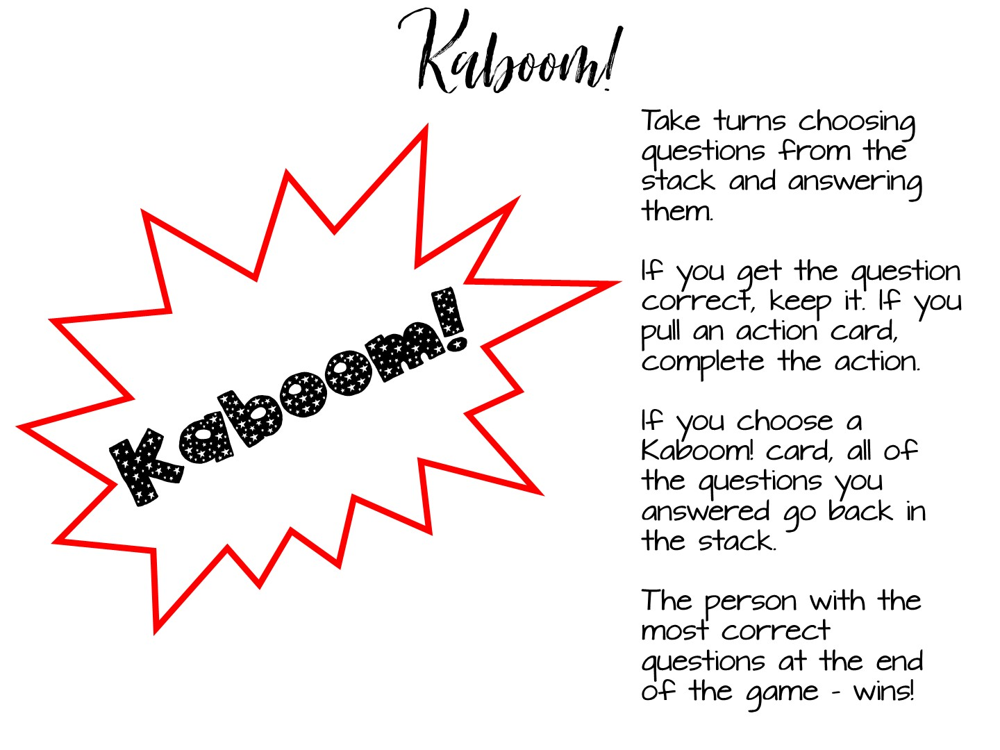 Kaboom!
Kaboom!
Take turns choosing
questions from the
stack and answering
them.
If you get the question
correct, keep it. If you
pull an action card,
complete the action.
If you choose a
Kaboom! card, all of
the questions you
answered go back in
the stack.
The person with the
most correct
questions at the end
of the game - wins!